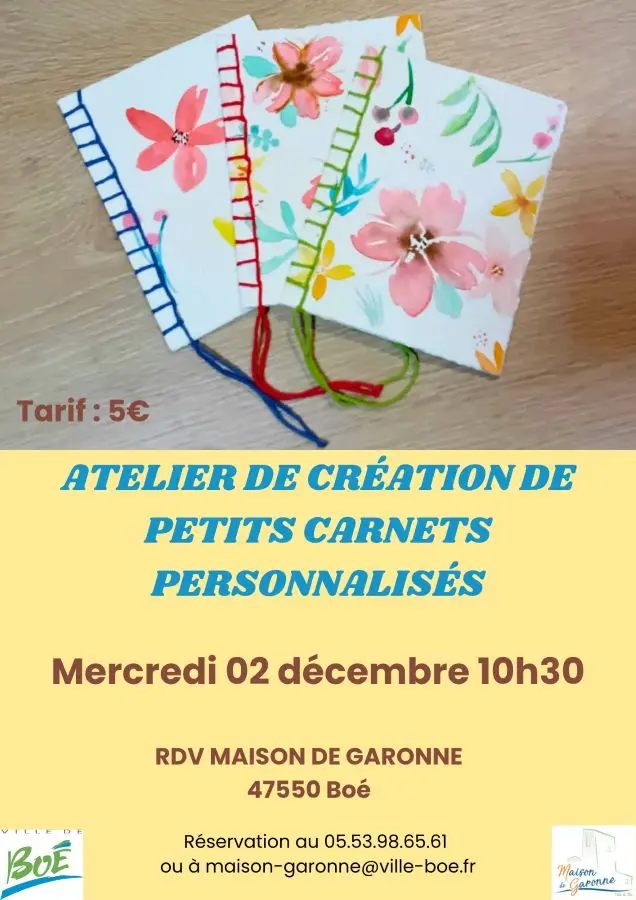 Tarif : 5€
ATELIER DE CRÉATION DE
PETITS CARNETS
PERSONNALISÉS
Mercredi 02 décembre 10h30
RDV MAISON DE GARONNE
47550 Boé
VILLE DE
BOÉ
Réservation au 05.53.98.65.61
ou à maison-garonne@ville-boe.fr
Maison
de Garonne